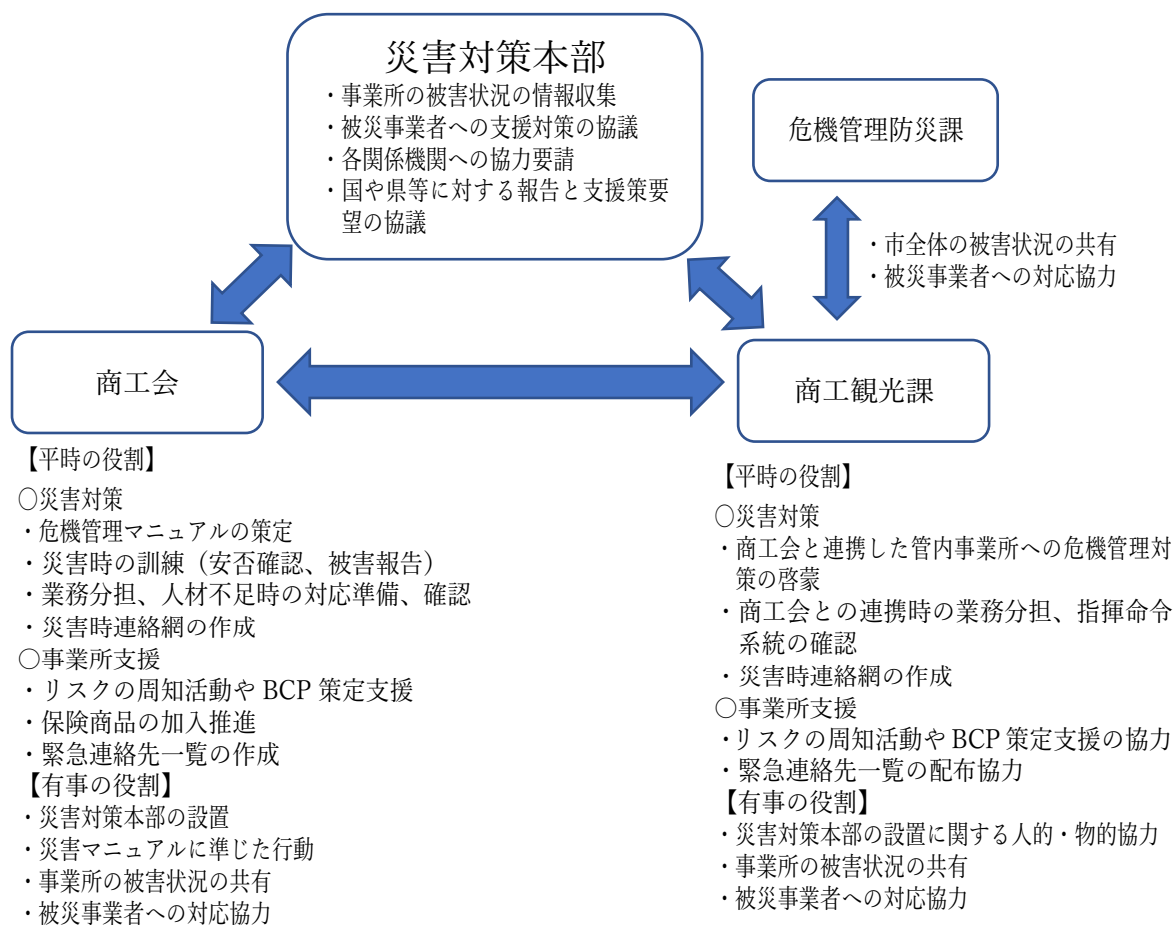 災害対策本部
・事業所の被害状況の情報収集
・被災事業者への支援対策の協議
・各関係機関への協力要請
・国や県等に対する報告と支援策要
望の協議
危機管理防災課
・市全体の被害状況の共有
・被災事業者への対応協力
商工会
商工観光課
【平時の役割】
○災害対策
・危機管理マニュアルの策定
・災害時の訓練（安否確認、被害報告）
・業務分担、人材不足時の対応準備、確認
・災害時連絡網の作成
○事業所支援
・リスクの周知活動や BCP 策定支援
・保険商品の加入推進
・緊急連絡先一覧の作成
【有事の役割】
・災害対策本部の設置
・災害マニュアルに準じた行動
・事業所の被害状況の共有
・被災事業者への対応協力
【平時の役割】
○災害対策
・商工会と連携した管内事業所への危機管理対
策の啓蒙
・商工会との連携時の業務分担、指揮命令
系統の確認
・災害時連絡網の作成
○事業所支援
・リスクの周知活動や BCP 策定支援の協力
・緊急連絡先一覧の配布協力
【有事の役割】
・災害対策本部の設置に関する人的・物的協力
・事業所の被害状況の共有
・被災事業者への対応協力